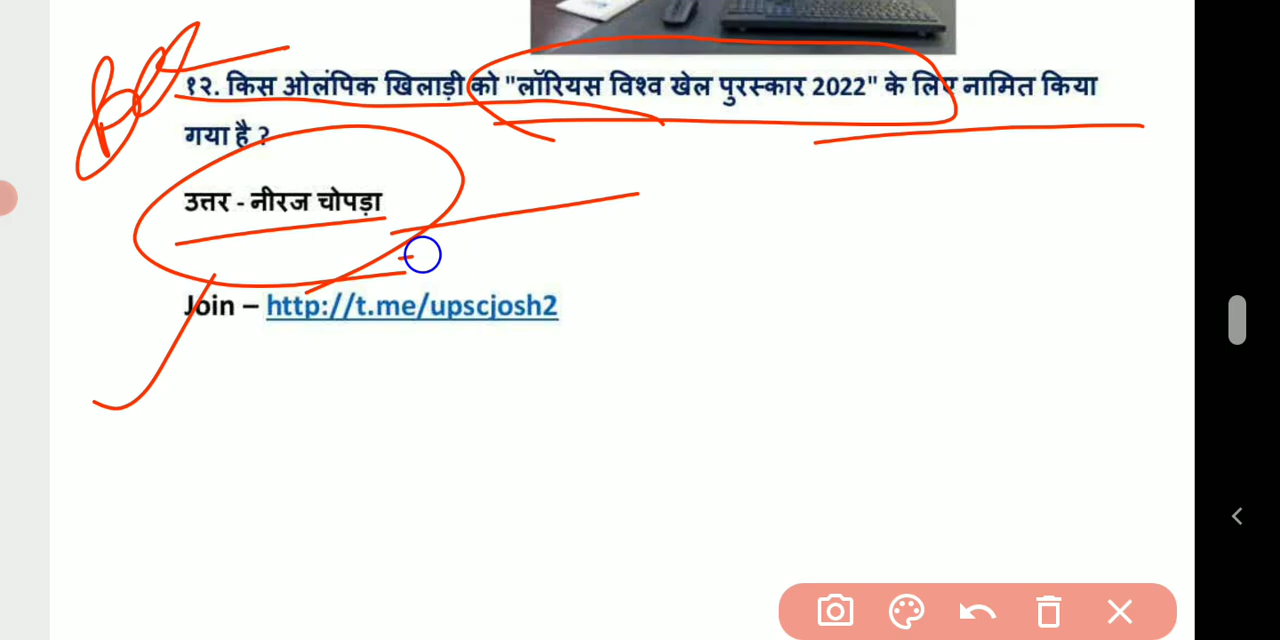 १२. किस ओलंपिक खिलाड़ी को "लॉरियस विश्व खेल पुरस्कार 2022" के लिए नामित किया
गया है ?
उत्तर - नीरज चोपड़ा
Join – http://t.me/upscjosh2